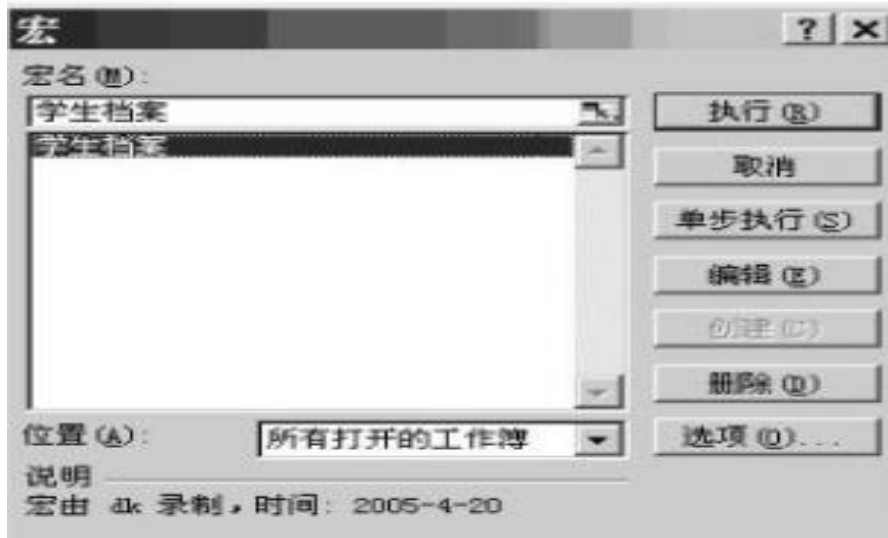 宏
宏名(M):
学生档案
学生档案
执行(R)
取消
单步执行(S)
编辑(E)
创建(C)
删除(D)
选项(O)...
位置(A):
所有打开的工作簿
说明
宏由 dk 录制,时间: 2005-4-20